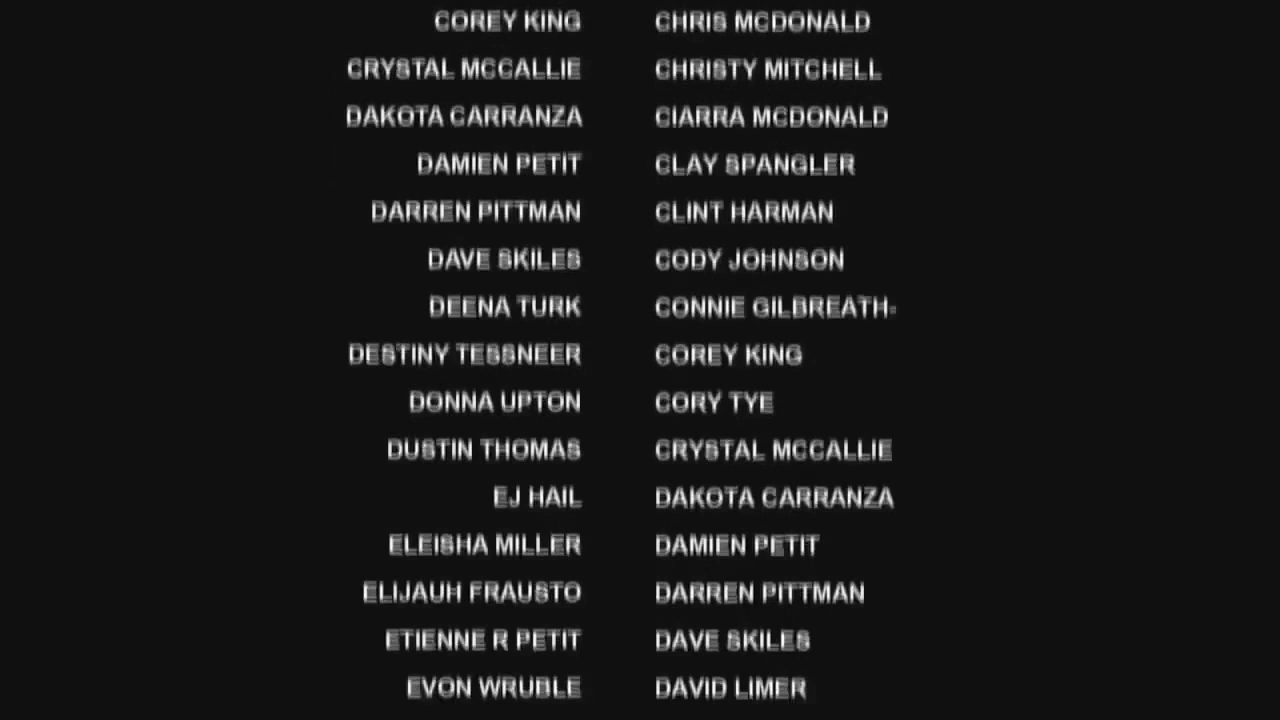 COREY KING CHRIS MCDONALD
CRYSTAL MCCALLIE CHRISTY MITCHELL
DAKOTA CARRANZA CIARRA MCDONALD
DAMIEN PETIT CLAY SPANGLER
DARREN PITTMAN CLINT HARMAN
DAVE SKILES CODY JOHNSON
DEENA TURK CONNIE GILBREATH-
DESTINY TESSNEER COREY KING
DONNA UPTON CORY TYE
DUSTIN THOMAS CRYSTAL MCCALLIE
EJ HAIL DAKOTA CARRANZA
ELEISHA MILLER DAMIEN PETIT
ELIJAUH FRAUSTO DARREN PITTMAN
ETIENNE R PETIT DAVE SKILES
EVON WRUBLE DAVID LIMER